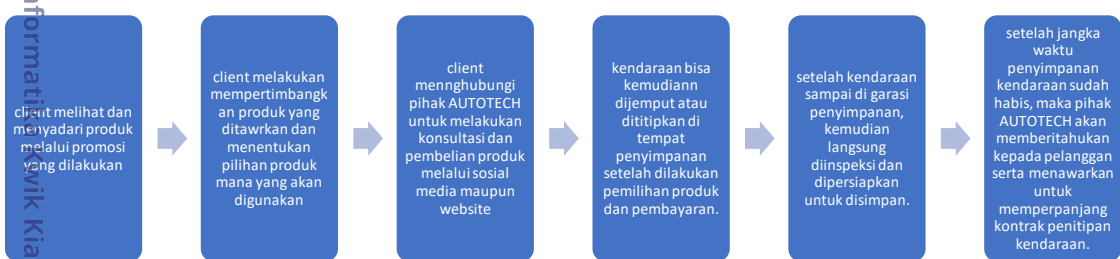 client melihat dan
menyadari produk
melalui promosi
yang dilakukan
client melakukan
mempertimbangk
an produk yang
ditawrkan dan
menentukan
pilihan produk
mana yang akan
digunakan
client
mennghubungi
pihak AUTOTECH
untuk melakukan
konsultasi dan
pembelian produk
melalui sosial
media maupun
website
kendaraan bisa
kemudiann
dijemput atau
dititipkan di
tempat
penyimpanan
setelah dilakukan
pemilihan produk
dan pembayaran.
setelah kendaraan
sampai di garasi
penyimpanan,
kemudian
langsung
diinspeksi dan
dipersiapkan
untuk disimpan.
setelah jangka
waktu
penyimpanan
kendaraan sudah
habis, maka pihak
AUTOTECH akan
memberitahukan
kepada pelanggan
serta menawarkan
untuk
memperpanjang
kontrak penitipan
kendaraan.
formatika Kwik Kia